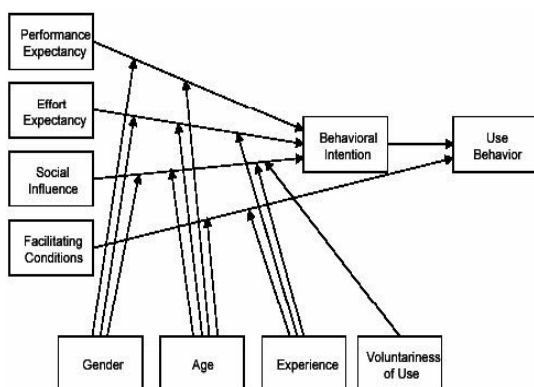 Performance
Expectancy
Effort
Expectancy
Social
Influence
Facilitating
Conditions
Behavioral
Intention
Use
Behavior
Gender
Age
Experience
Voluntariness
of Use